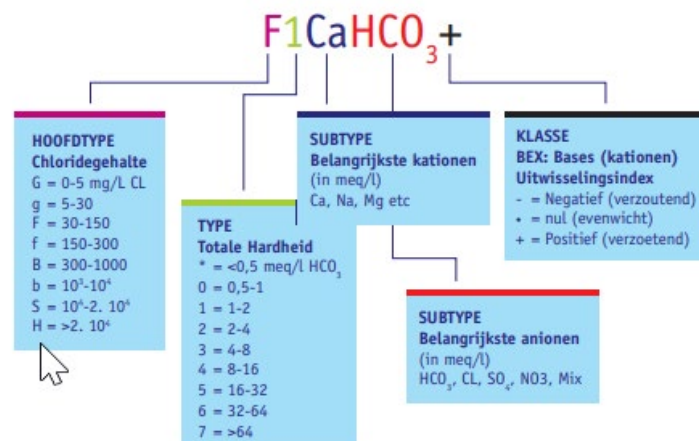 F1CaHCO₃+
HOOFDTYPE
Chloridegehalte
G = 0-5 mg/L CL
g = 5-30
F = 30-150
f = 150-300
B = 300-1000
b = 10³-10⁴
S = 10⁴-2. 10⁴
H = >2. 10⁴
TYPE
Totale Hardheid
* = <0,5 meq/l HCO₃
0 = 0,5-1
1 = 1-2
2 = 2-4
3 = 4-8
4 = 8-16
5 = 16-32
6 = 32-64
7 = >64
SUBTYPE
Belangrijkste kationen
(in meq/l)
Ca, Na, Mg etc
SUBTYPE
Belangrijkste anionen
(in meq/l)
HCO₃, CL, SO₄, NO3, Mix
KLASSE
BEX: Bases (kationen)
Uitwisselingsindex
- = Negatief (verzoutend)
• = nul (evenwicht)
+ = Positief (verzoetend)